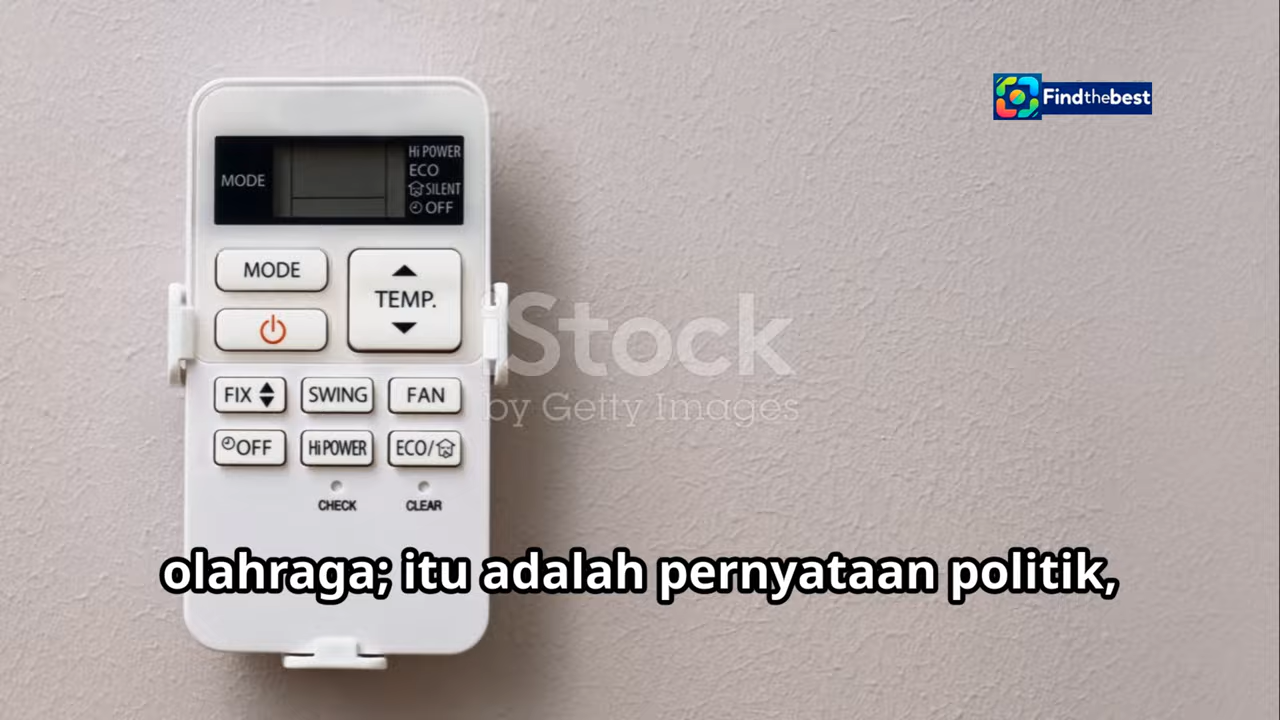 Findthebest
Hi POWER
ECO
MODE
SILENT
OFF
MODE
TEMP.
FIX
SWING
FAN
OFF
Hi POWER
ECO/
CHECK
CLEAR
iStock
by Getty Images
olahraga; itu adalah pernyataan politik,